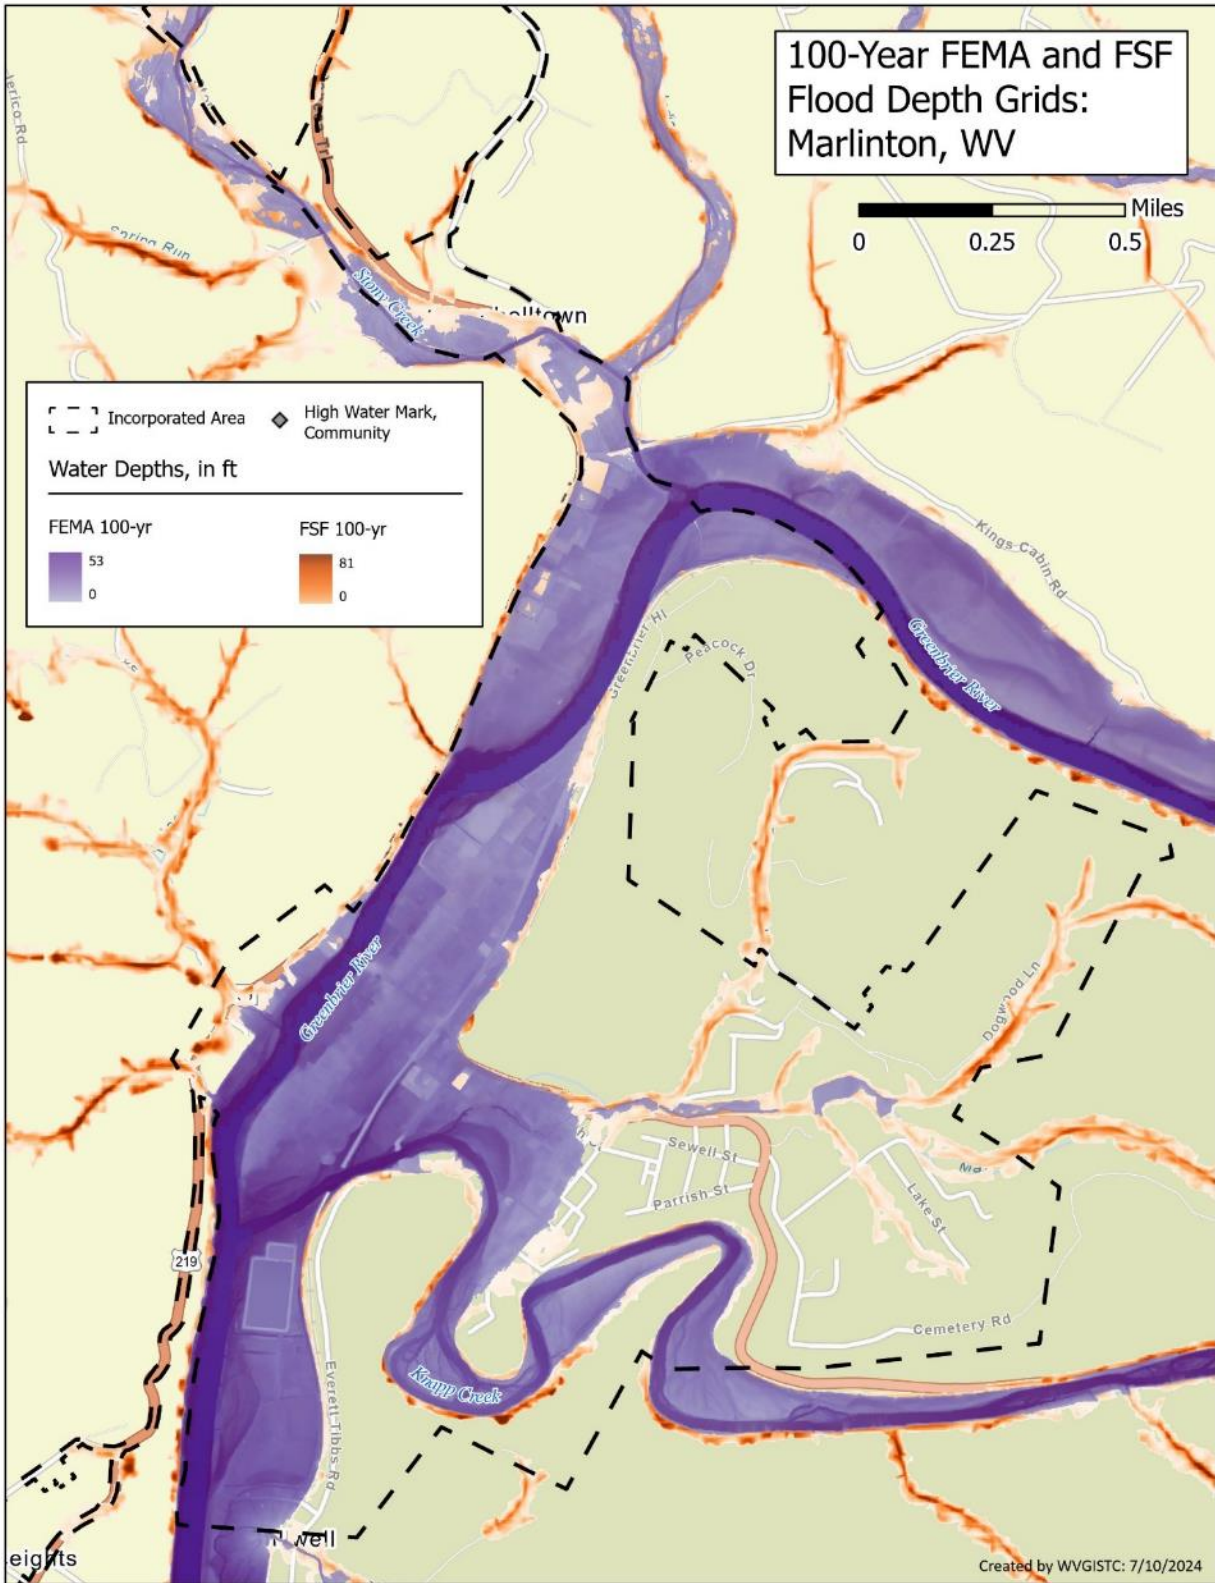 100-Year FEMA and FSF
Flood Depth Grids:
Marlinton, WV
Miles
0 0.25 0.5
Spring Run
Stony Creek
Incorporated Area
High Water Mark,
Community
Water Depths, in ft
FEMA 100-yr
FSF 100-yr
53
0
81
0
Kings Cabin Rd
Greenbrier River
Peacock Dr
Greenbrier River
Dogwood Ln
Sewell St
Parrish St
Lake St
219
Cemetery Rd
Knapp Creek
Everett Tibbs Rd
eights
Created by WVGISTC: 7/10/2024